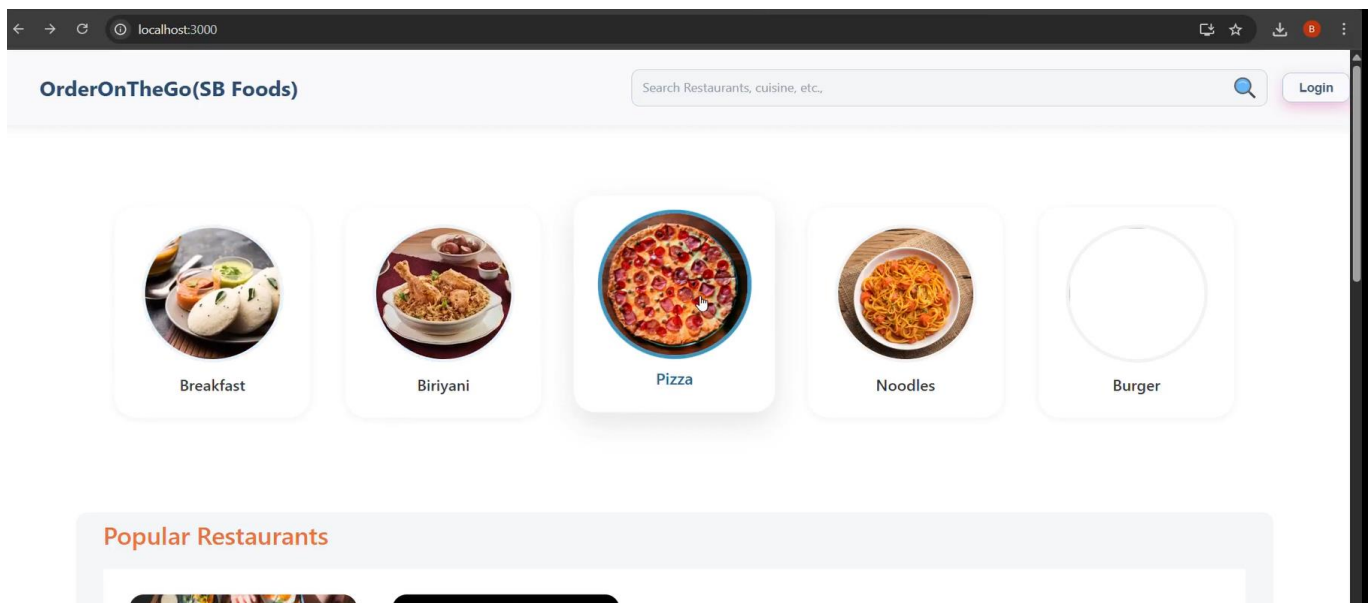 localhost:3000
B
OrderOnTheGo(SB Foods)
Search Restaurants, cuisine, etc.,
Login
Breakfast
Biriyani
Pizza
Noodles
Burger
Popular Restaurants